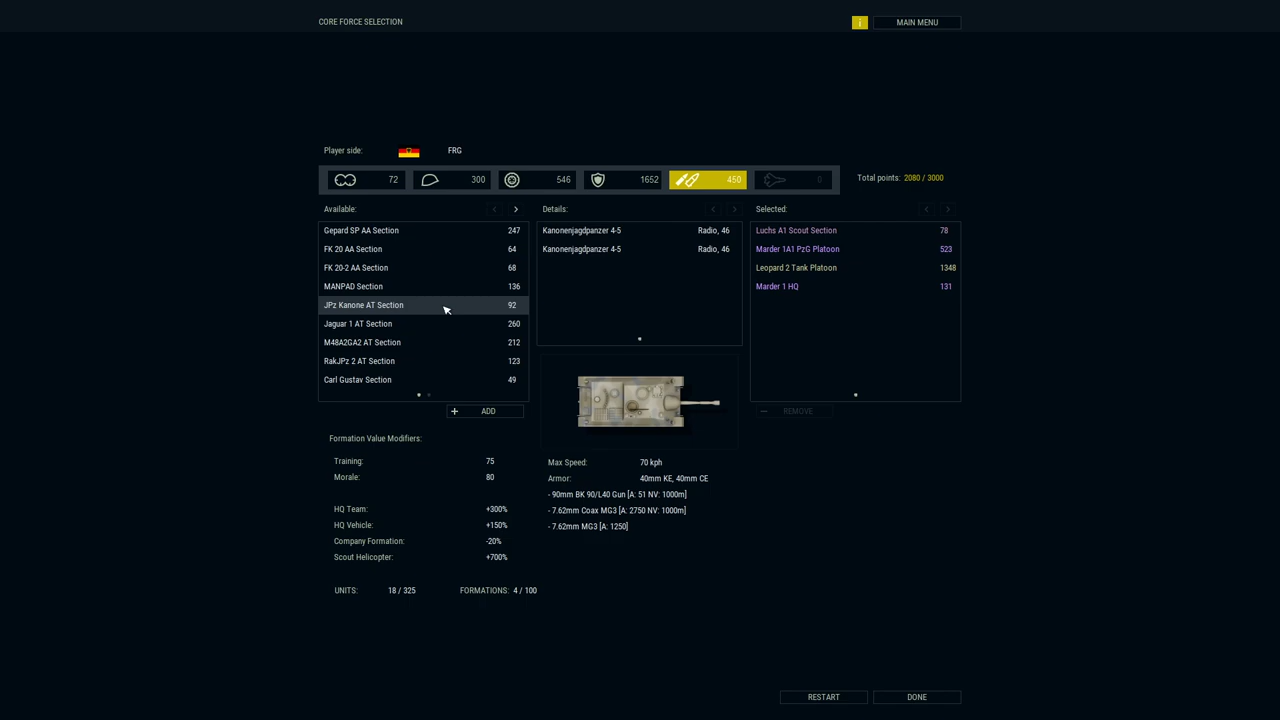 CORE FORCE SELECTION
i
MAIN MENU
Player side: FRG
72 300 546 1652 450 0
Total points: 2080 / 3000
Available:
Gepard SP AA Section 247
FK 20 AA Section 64
FK 20-2 AA Section 68
MANPAD Section 136
JPz Kanone AT Section 92
Jaguar 1 AT Section 260
M48A2GA2 AT Section 212
RakJPz 2 AT Section 123
Carl Gustav Section 49
+ ADD
Details:
Kanonenjagdpanzer 4-5 Radio, 46
Kanonenjagdpanzer 4-5 Radio, 46
Selected:
Luchs A1 Scout Section 78
Marder 1A1 PzG Platoon 523
Leopard 2 Tank Platoon 1348
Marder 1 HQ 131
− REMOVE
Formation Value Modifiers:
Training: 75
Morale: 80
HQ Team: +300%
HQ Vehicle: +150%
Company Formation: -20%
Scout Helicopter: +700%
Max Speed: 70 kph
Armor: 40mm KE, 40mm CE
- 90mm BK 90/L40 Gun [A: 51 NV: 1000m]
- 7.62mm Coax MG3 [A: 2750 NV: 1000m]
- 7.62mm MG3 [A: 1250]
UNITS: 18 / 325 FORMATIONS: 4 / 100
RESTART
DONE